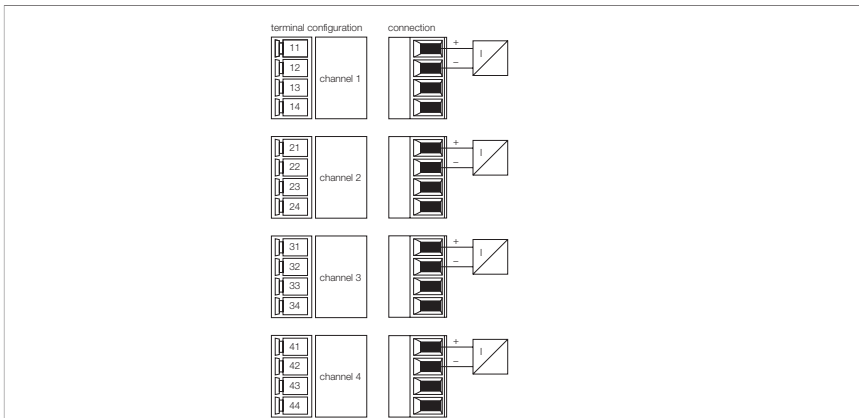 terminal configuration connection
11
12
13
14
channel 1
+
–
I
21
22
23
24
channel 2
+
–
I
31
32
33
34
channel 3
+
–
I
41
42
43
44
channel 4
+
–
I